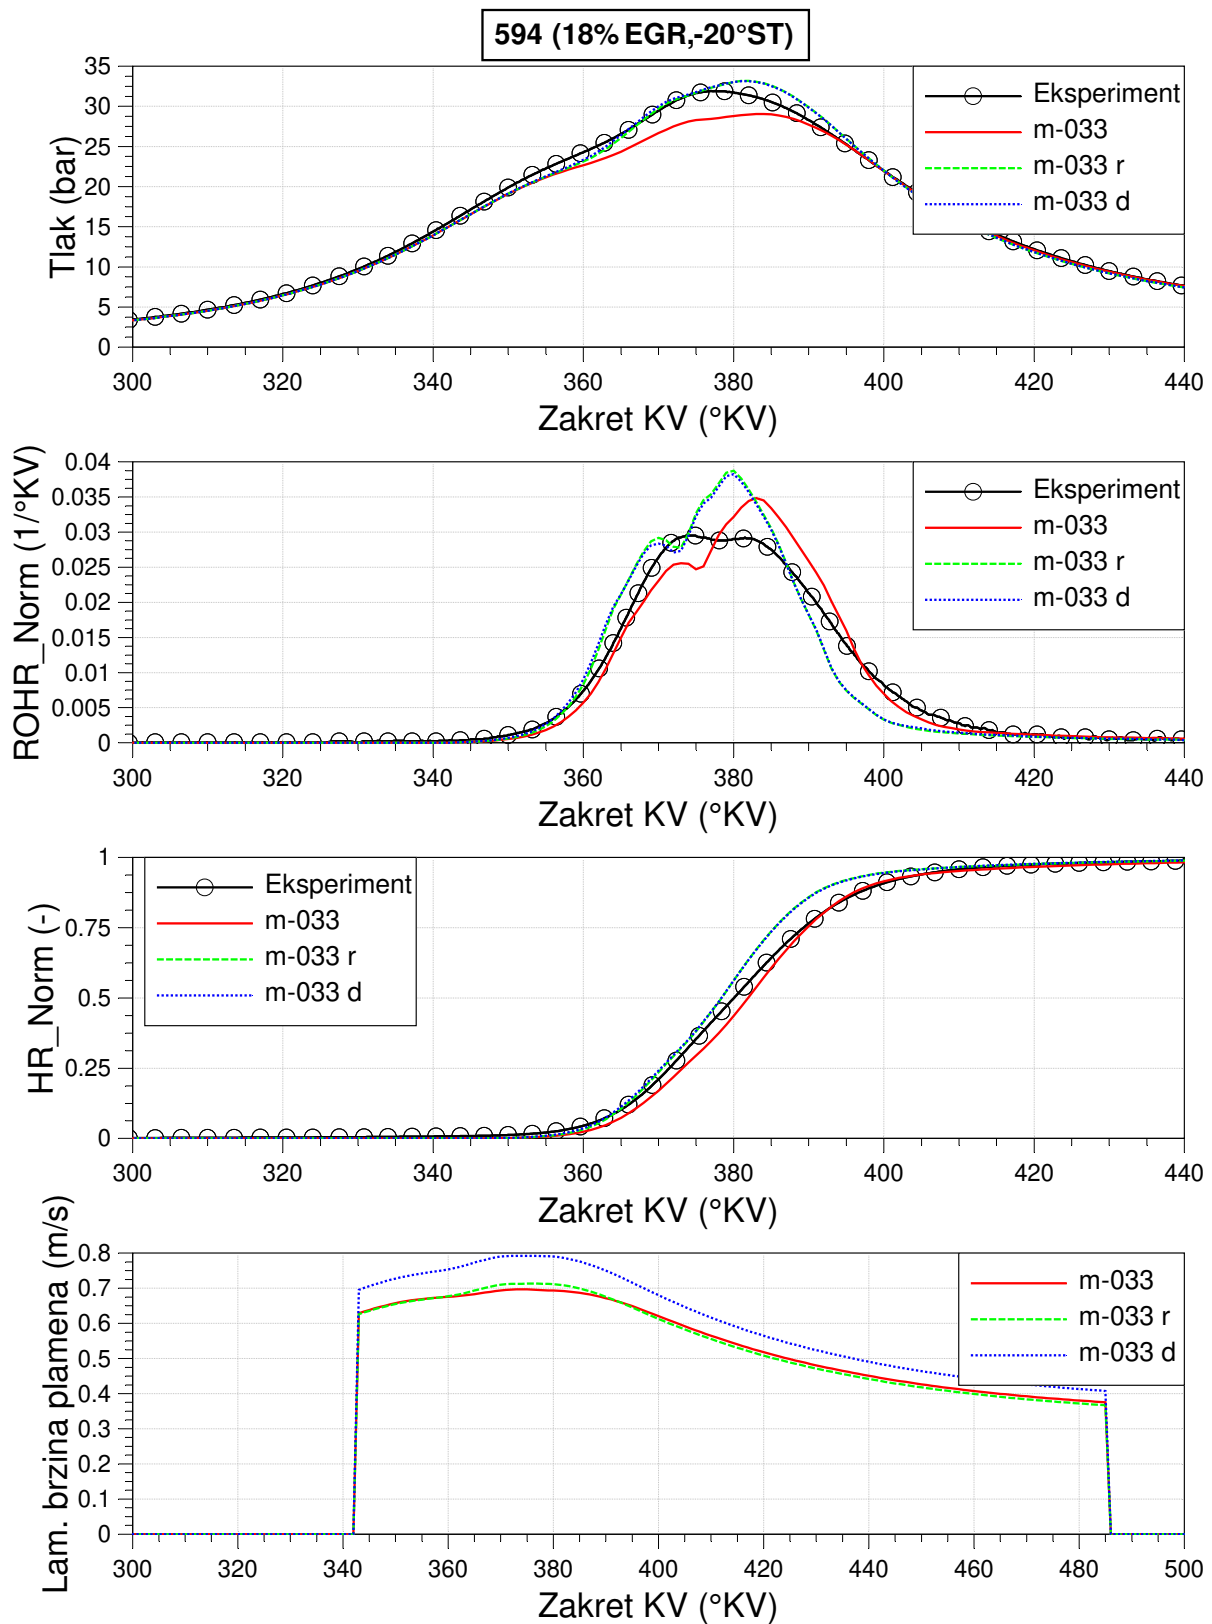 594 (18% EGR,-20°ST)
Tlak (bar)
35
30
25
20
15
10
5
0
Eksperiment
m-033
m-033 r
m-033 d
300 320 340 360 380 400 420 440
Zakret KV (°KV)
ROHR_Norm (1/°KV)
0.04
0.035
0.03
0.025
0.02
0.015
0.01
0.005
0
Eksperiment
m-033
m-033 r
m-033 d
300 320 340 360 380 400 420 440
Zakret KV (°KV)
HR_Norm (-)
1
0.75
0.5
0.25
0
Eksperiment
m-033
m-033 r
m-033 d
300 320 340 360 380 400 420 440
Zakret KV (°KV)
Lam. brzina plamena (m/s)
0.8
0.7
0.6
0.5
0.4
0.3
0.2
0.1
0
m-033
m-033 r
m-033 d
300 320 340 360 380 400 420 440 460 480 500
Zakret KV (°KV)